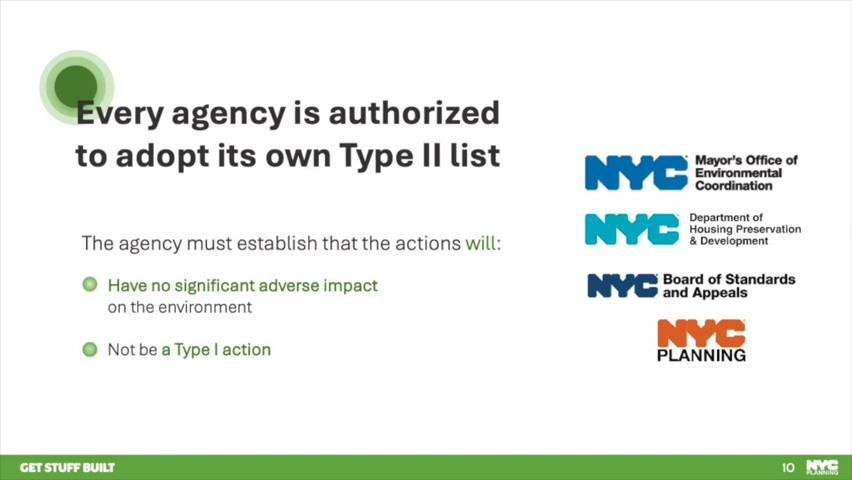 Every agency is authorized
to adopt its own Type II list
The agency must establish that the actions will:
Have no significant adverse impact
on the environment
Not be a Type I action
NYC Mayor's Office of
Environmental
Coordination
NYC Department of
Housing Preservation
& Development
NYC Board of Standards
and Appeals
NYC
PLANNING
GET STUFF BUILT
10
NYC
PLANNING